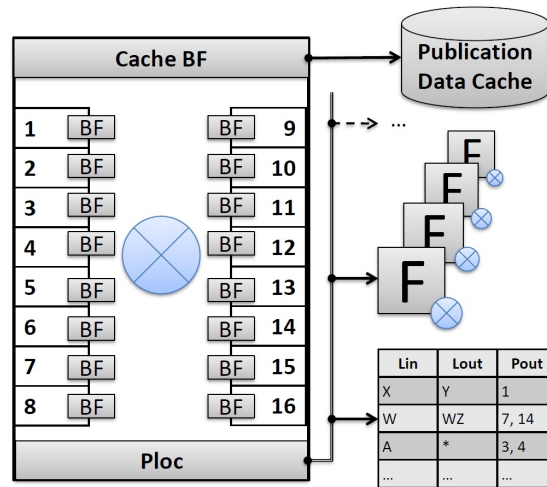 Cache BF
Publication
Data Cache
1 BF BF 9
2 BF BF 10
3 BF BF 11
4 BF BF 12
5 BF BF 13
6 BF BF 14
7 BF BF 15
8 BF BF 16
Ploc
...
F
F
F
F
Lin Lout Pout
X Y 1
W WZ 7, 14
A * 3, 4
... ... ...